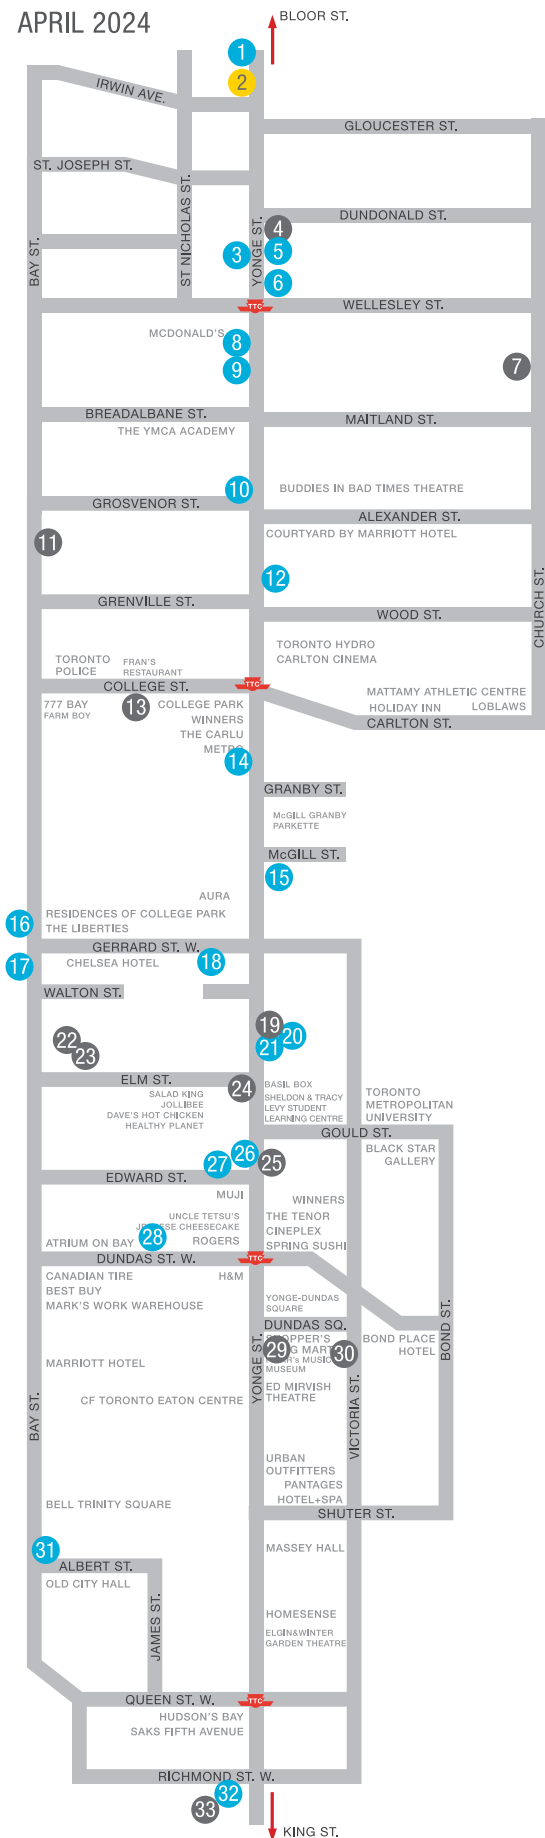 APRIL 2024
BLOOR ST.
1
2
IRWIN AVE.
GLOUCESTER ST.
ST. JOSEPH ST.
ST NICHOLAS ST.
DUNDONALD ST.
BAY ST.
YONGE ST.
4
3
5
6
WELLESLEY ST.
TTC
MCDONALD'S
8
7
9
BREADALBANE ST.
MAITLAND ST.
THE YMCA ACADEMY
10
BUDDIES IN BAD TIMES THEATRE
GROSVENOR ST.
ALEXANDER ST.
COURTYARD BY MARRIOTT HOTEL
11
12
CHURCH ST.
GRENVILLE ST.
WOOD ST.
TORONTO HYDRO
CARLTON CINEMA
TORONTO
POLICE
FRAN'S
RESTAURANT
COLLEGE ST.
TTC
MATTAMY ATHLETIC CENTRE
HOLIDAY INN
LOBLAWS
CARLTON ST.
777 BAY
FARM BOY
13
COLLEGE PARK
WINNERS
THE CARLU
METRO
14
GRANBY ST.
McGILL GRANBY
PARKETTE
McGILL ST.
15
AURA
16
RESIDENCES OF COLLEGE PARK
THE LIBERTIES
GERRARD ST. W.
17
CHELSEA HOTEL
18
WALTON ST.
19
20
21
22
23
ELM ST.
24
BASIL BOX
SHELDON & TRACY
LEVY STUDENT
LEARNING CENTRE
SALAD KING
JOLLIBEE
DAVE'S HOT CHICKEN
HEALTHY PLANET
TORONTO
METROPOLITAN
UNIVERSITY
GOULD ST.
BLACK STAR
GALLERY
26
27
25
EDWARD ST.
MUJI
WINNERS
UNCLE TETSU'S
SE CHEESECAKE
THE TENOR
CINEPLEX
SPRING SUSHI
28
ATRIUM ON BAY
ROGERS
DUNDAS ST. W.
TTC
CANADIAN TIRE
H&M
BEST BUY
MARK'S WORK WAREHOUSE
YONGE-DUNDAS
SQUARE
DUNDAS SQ.
29
30
MUSIC
MUSEUM
BOND PLACE
HOTEL
BOND ST.
YONGE ST.
VICTORIA ST.
MARRIOTT HOTEL
ED MIRVISH
THEATRE
BAY ST.
CF TORONTO EATON CENTRE
URBAN
OUTFITTERS
PANTAGES
HOTEL+SPA
BELL TRINITY SQUARE
SHUTER ST.
31
MASSEY HALL
ALBERT ST.
OLD CITY HALL
JAMES ST.
HOMESENSE
ELGIN&WINTER
GARDEN THEATRE
QUEEN ST. W.
TTC
HUDSON'S BAY
SAKS FIFTH AVENUE
RICHMOND ST. W.
32
33
KING ST.